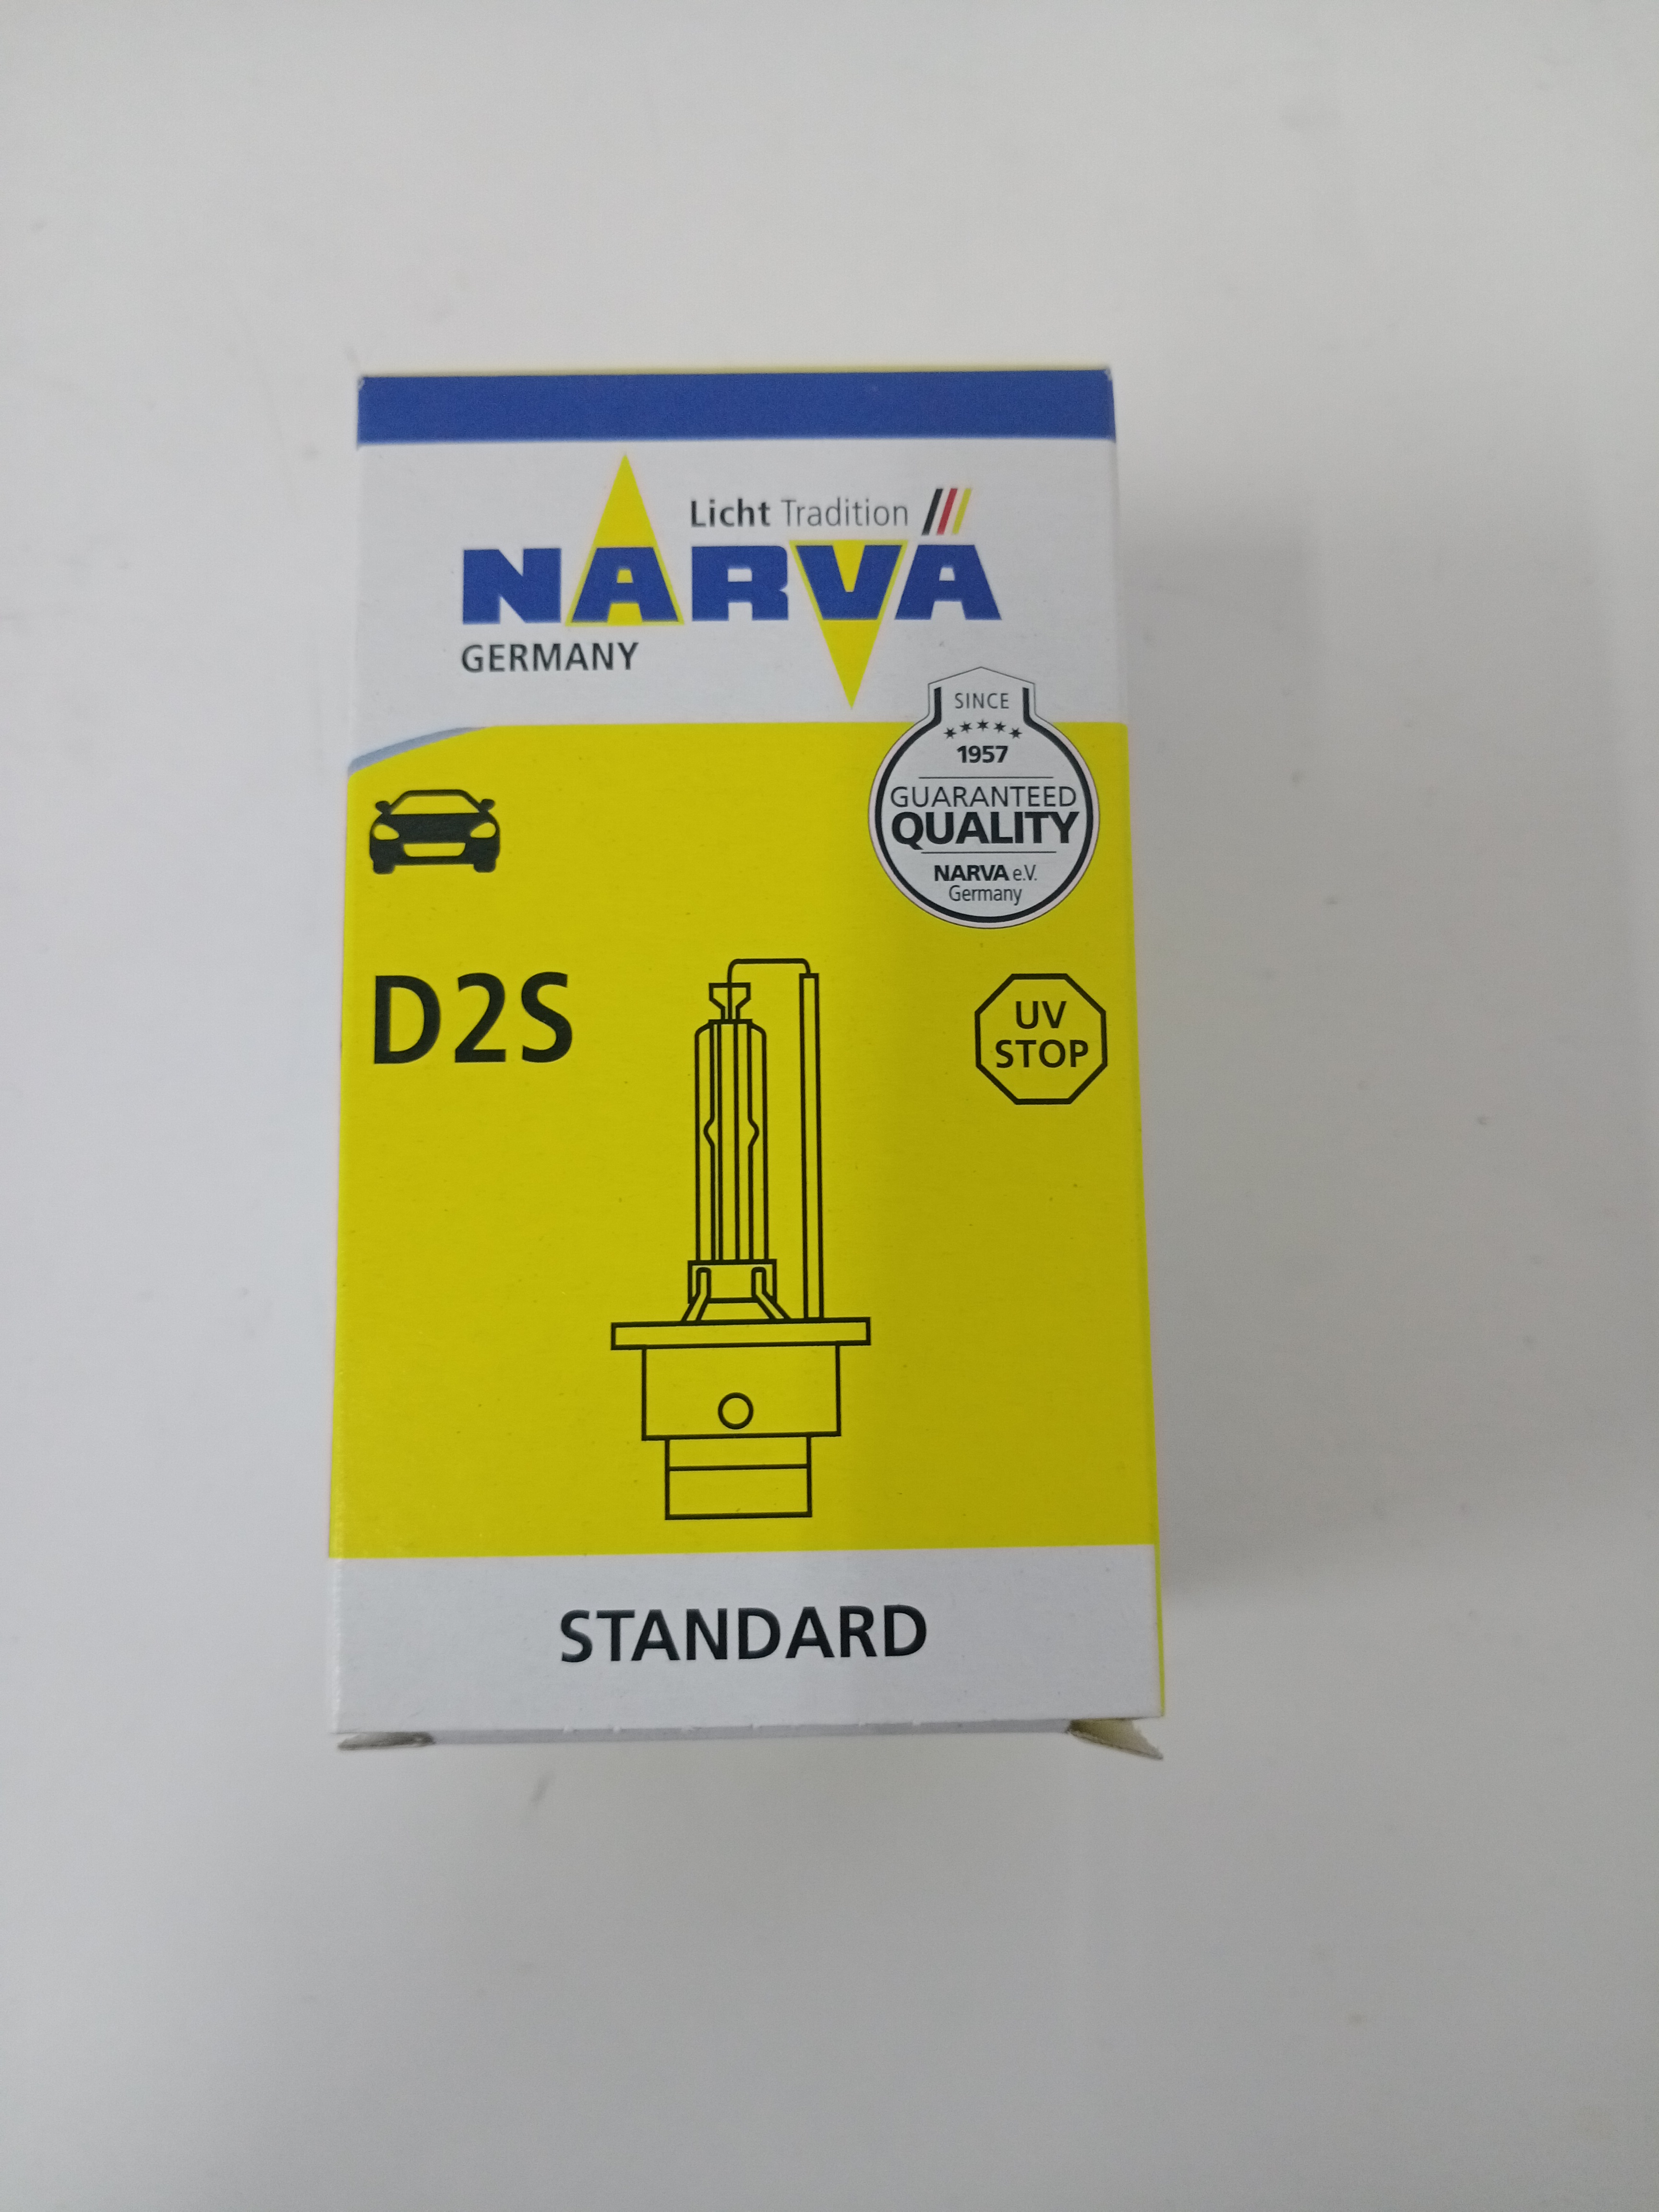 Licht Tradition
NARVA
GERMANY
SINCE
1957
GUARANTEED
QUALITY
NARVA e.V.
Germany
D2S
UV
STOP
STANDARD